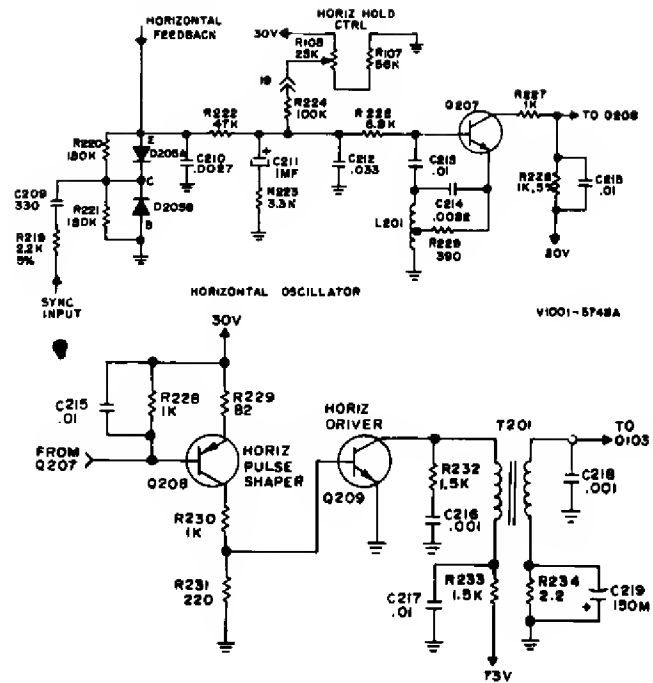 HORIZONTAL
FEEDBACK
HORIZ HOLD
CTRL
30V
R108
25K
R107
56K
19
R224
100K
R222
47K
R220
180K
E
D205A
C210
.0027
C211
1MF
C212
.033
R223
3.3K
C209
330
C
R221
180K
D205B
B
R219
2.2K
5%
SYNC
INPUT
Q207
R227
1K
TO Q208
6.8K
C213
.01
C214
.0082
L201
390
1K, 5%
.01
HORIZONTAL OSCILLATOR
V1001-5748A
30V
C215
.01
R228
1K
R229
82
FROM
Q207
Q208
HORIZ
PULSE
SHAPER
R230
1K
R231
220
HORIZ
DRIVER
Q209
R232
1.5K
C216
.001
T201
TO
Q103
C218
.001
C217
.01
R233
1.5K
R234
2.2
C219
150M
+
73V